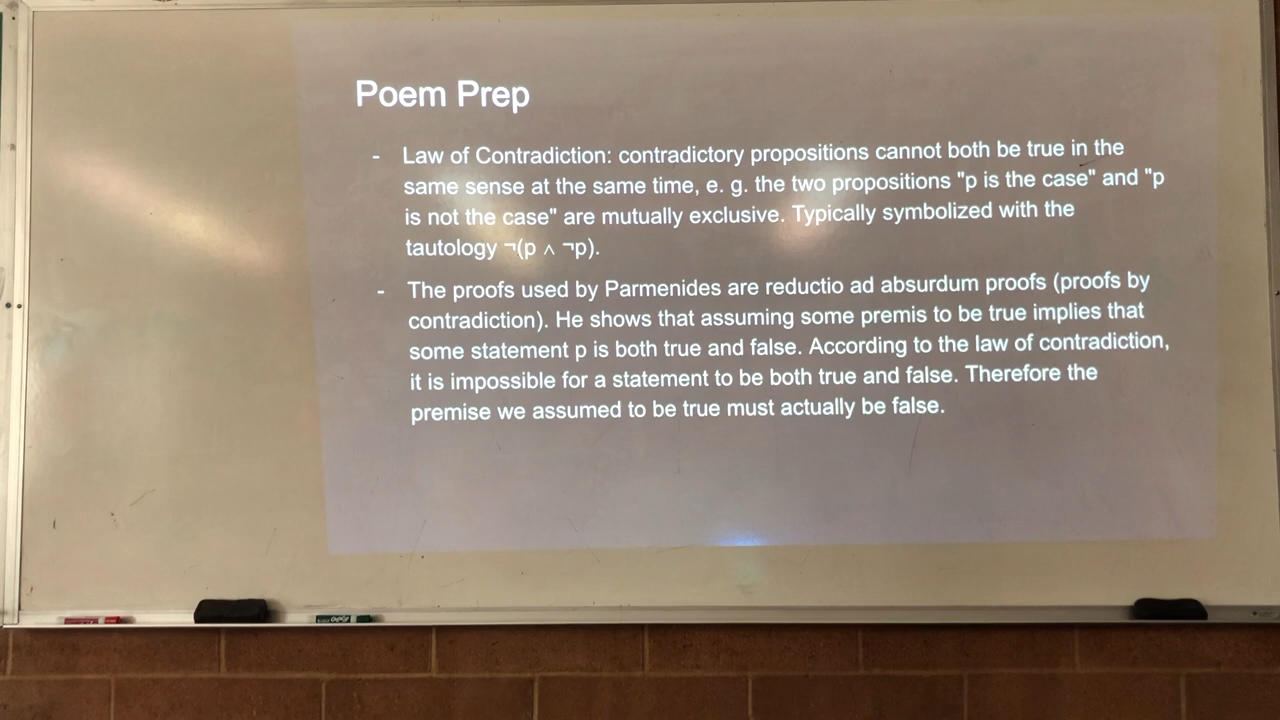 Poem Prep
- Law of Contradiction: contradictory propositions cannot both be true in the
same sense at the same time, e. g. the two propositions "p is the case" and "p
is not the case" are mutually exclusive. Typically symbolized with the
tautology ¬(p ∧ ¬p).
- The proofs used by Parmenides are reductio ad absurdum proofs (proofs by
contradiction). He shows that assuming some premis to be true implies that
some statement p is both true and false. According to the law of contradiction,
it is impossible for a statement to be both true and false. Therefore the
premise we assumed to be true must actually be false.